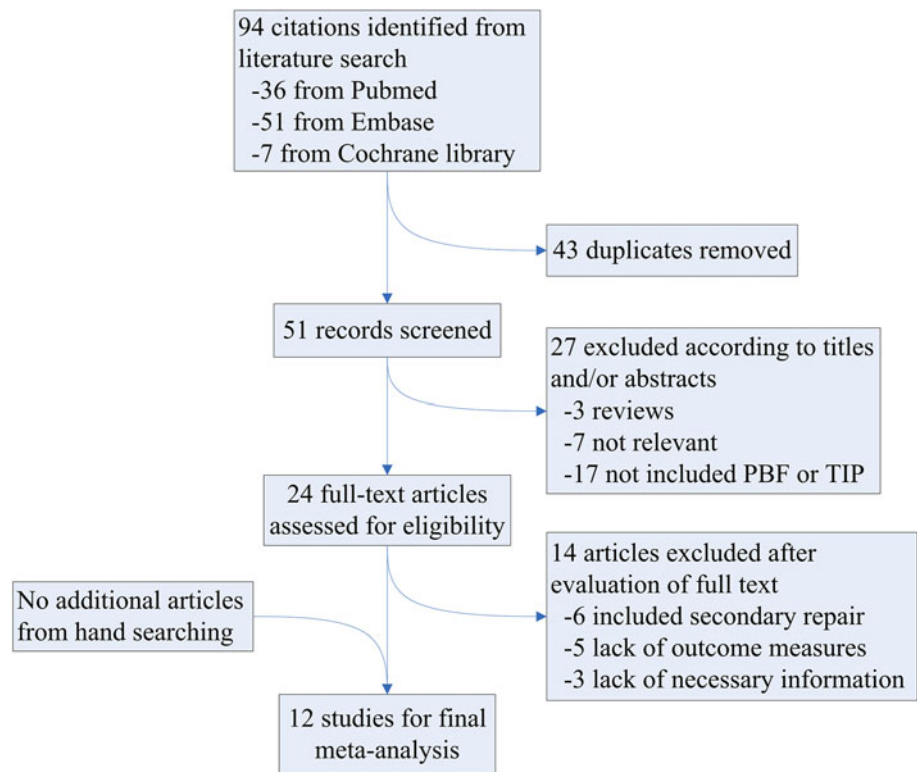 94 citations identified from
literature search
-36 from Pubmed
-51 from Embase
-7 from Cochrane library
43 duplicates removed
51 records screened
27 excluded according to titles
and/or abstracts
-3 reviews
-7 not relevant
-17 not included PBF or TIP
24 full-text articles
assessed for eligibility
14 articles excluded after
evaluation of full text
-6 included secondary repair
-5 lack of outcome measures
-3 lack of necessary information
No additional articles
from hand searching
12 studies for final
meta-analysis